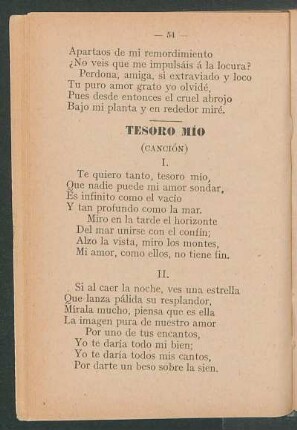 — 54 —
Apartaos de mi remordimiento
¿No veis que me impulsáis á la locura?
Perdona, amiga, si extraviado y loco
Tu puro amor grato yo olvidé,
Pues desde entonces el cruel abrojo
Bajo mi planta y en rededor miré.
TESORO MÍO
(CANCIÓN)
I.
Te quiero tanto, tesoro mio,
Que nadie puede mi amor sondar,
Es infinito como el vacío
Y tan profundo como la mar.
Miro en la tarde el horizonte
Del mar unirse con el confín;
Alzo la vista, miro los montes,
Mi amor, como ellos, no tiene fin.
II.
Si al caer la noche, ves una estrella
Que lanza pálida su resplandor,
Mírala mucho, piensa que es ella
La imagen pura de nuestro amor
Por uno de tus encantos,
Yo te daría todo mi bien;
Yo te daría todos mis cantos,
Por darte un beso sobre la sien.